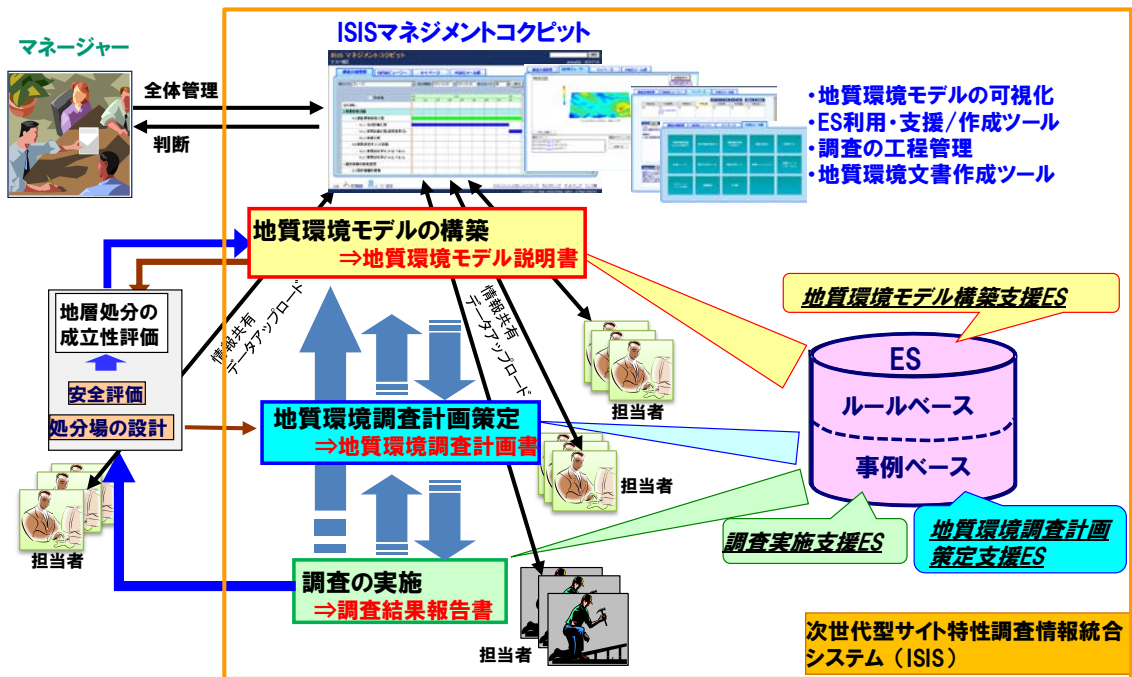 ISISマネジメントコクピット
マネージャー
全体管理
判断
・地質環境モデルの可視化
・ES利用・支援/作成ツール
・調査の工程管理
・地質環境文書作成ツール
地質環境モデルの構築
⇒地質環境モデル説明書
地層処分の
成立性評価
安全評価
処分場の設計
情報共有
データアップロード
情報共有
データアップロード
地質環境モデル構築支援ES
ES
ルールベース
事例ベース
担当者
地質環境調査計画策定
⇒地質環境調査計画書
担当者
調査実施支援ES
地質環境調査計画
策定支援ES
担当者
調査の実施
⇒調査結果報告書
担当者
次世代型サイト特性調査情報統合
システム（ISIS）